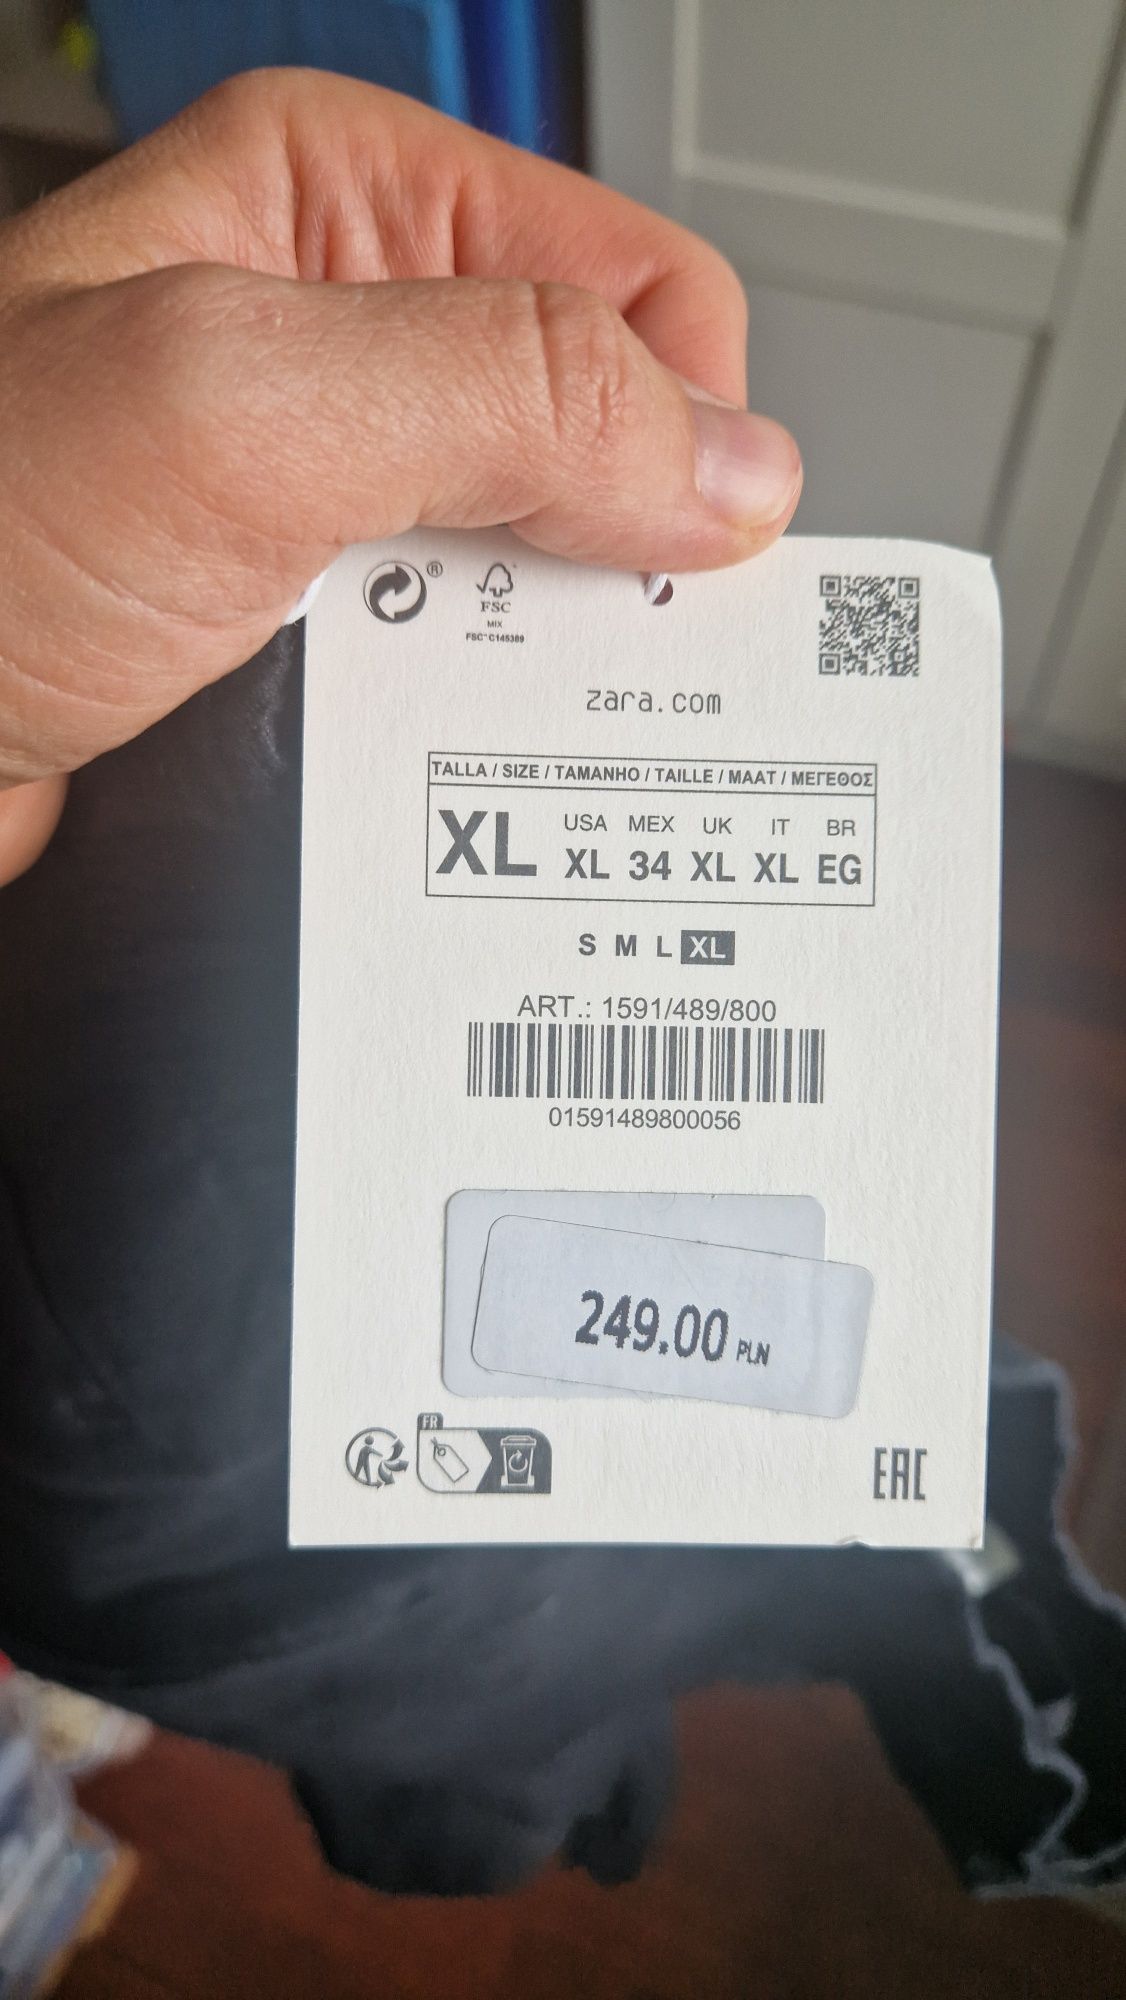 ®
FSC
MIX
FSC™ C145389
zara.com
TALLA / SIZE / TAMANHO / TAILLE / MAAT / ΜΕΓΕΘΟΣ
XL
USA MEX UK IT BR
XL 34 XL XL EG
S M L XL
ART.: 1591/489/800
01591489800056
249.00 PLN
FR
EAC